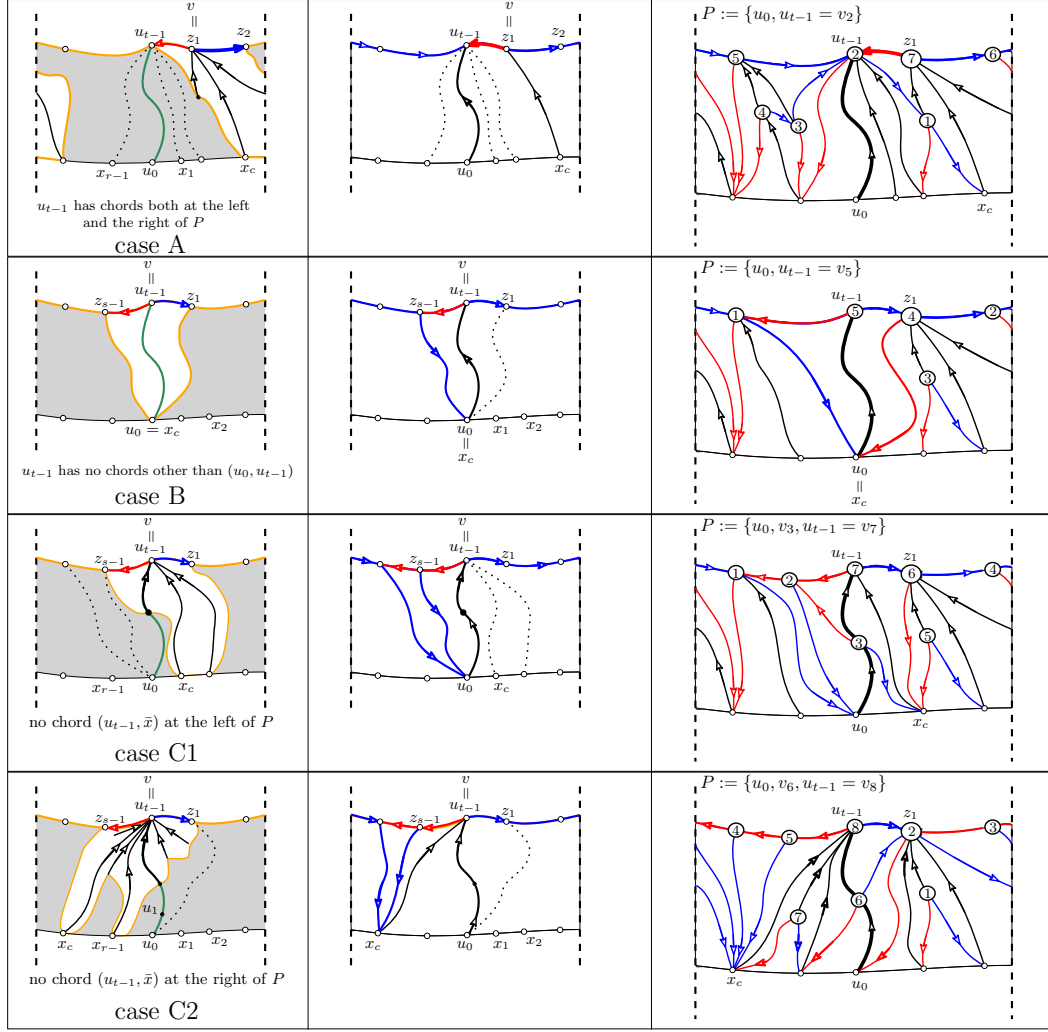 v
=
u_{t−1} z_1 z_2
x_{r−1} u_0 x_1 x_c
u_{t−1} has chords both at the left
and the right of P
case A
v
=
u_{t−1} z_1 z_2
u_0 x_c
P := {u_0, u_{t−1} = v_2}
u_{t−1} z_1
5 2 7 6
4 3 1
u_0 x_c
v
=
z_{s−1} u_{t−1} z_1
u_0 = x_c x_2
u_{t−1} has no chords other than (u_0, u_{t−1})
case B
v
=
z_{s−1} u_{t−1} z_1
u_0 x_1 x_2
=
x_c
P := {u_0, u_{t−1} = v_5}
u_{t−1} z_1
1 5 4 2
3
u_0
=
x_c
v
=
z_{s−1} u_{t−1} z_1
x_{r−1} u_0 x_c
no chord (u_{t−1}, x̄) at the left of P
case C1
v
=
z_{s−1} u_{t−1} z_1
u_0 x_c
P := {u_0, v_3, u_{t−1} = v_7}
u_{t−1} z_1
1 2 7 6 4
3 5
u_0 x_c
v
=
z_{s−1} u_{t−1} z_1
u_1
x_c x_{r−1} u_0 x_1 x_2
no chord (u_{t−1}, x̄) at the right of P
case C2
v
=
z_{s−1} u_{t−1} z_1
x_c u_0 x_1 x_2
P := {u_0, v_6, u_{t−1} = v_8}
u_{t−1} z_1
4 5 8 2 3
7 6 1
x_c u_0